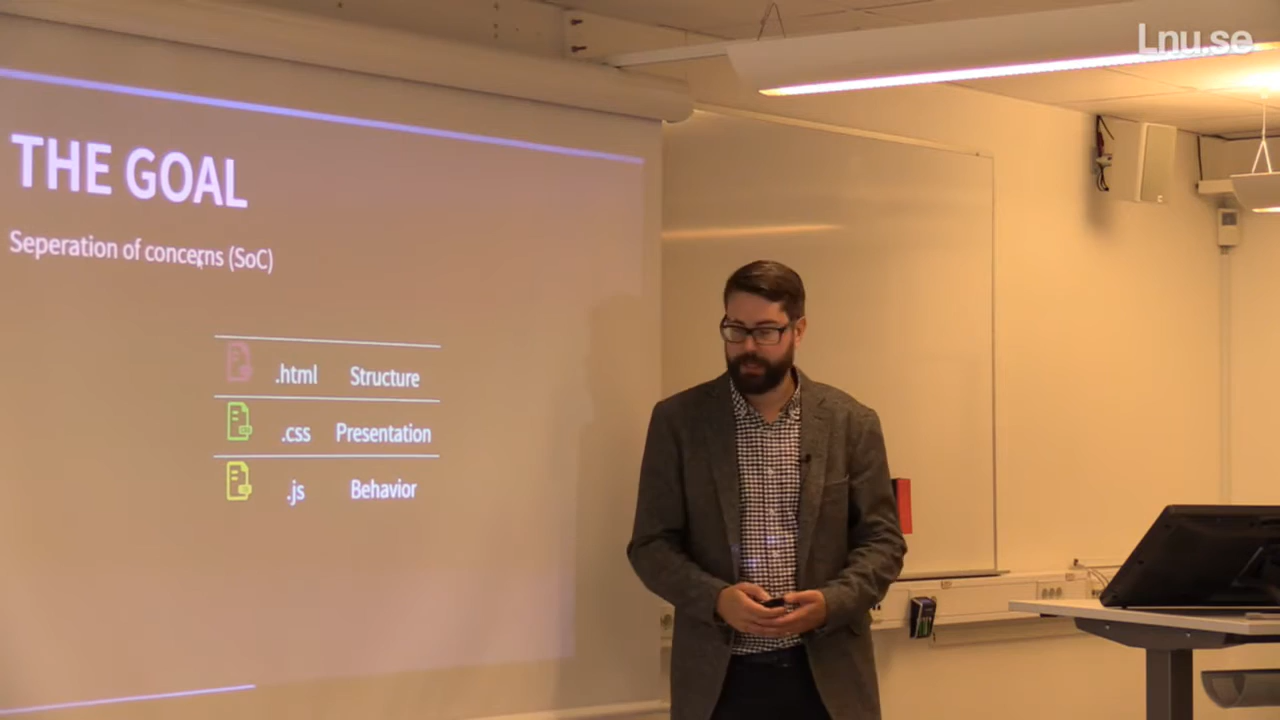 Lnu.se
THE GOAL
Seperation of concerns (SoC)
.html Structure
.css Presentation
.js Behavior